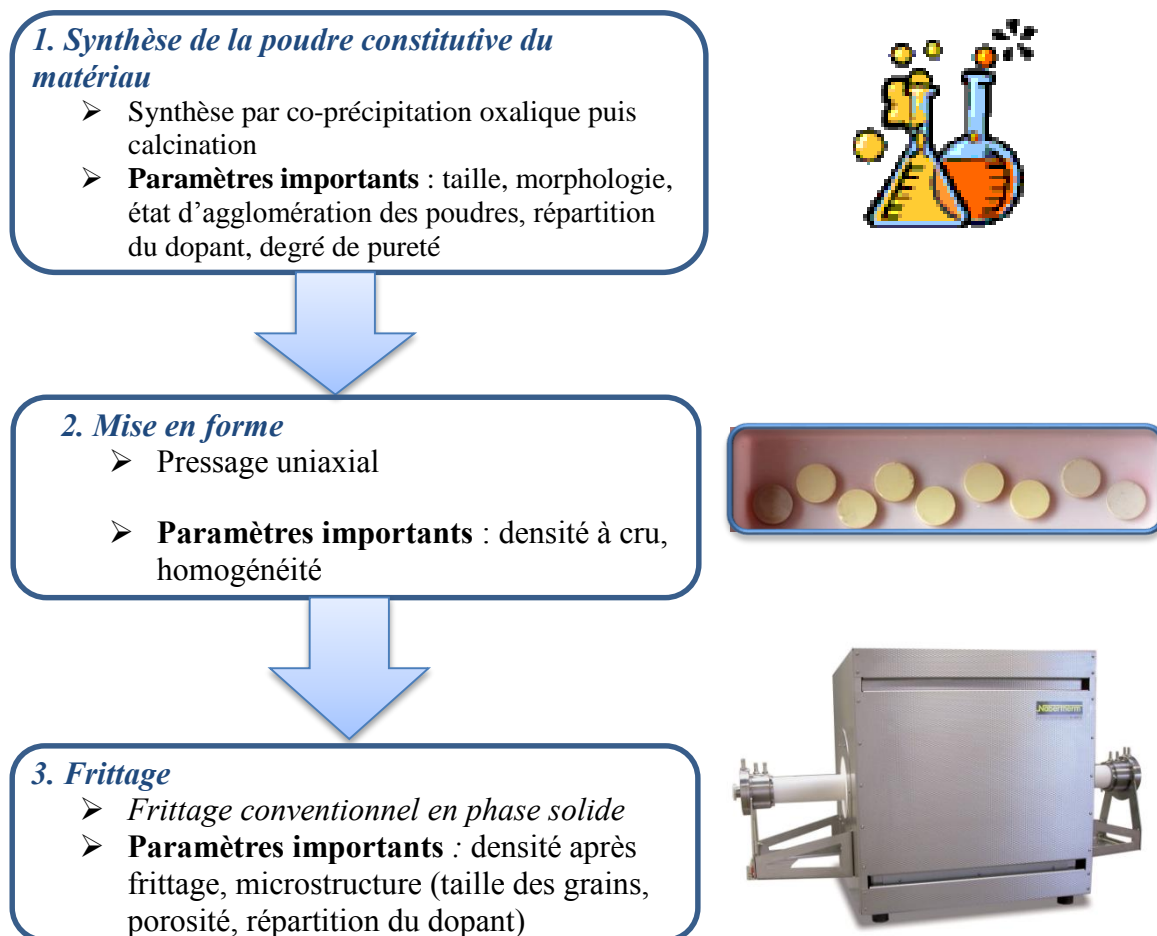 1. Synthèse de la poudre constitutive du
matériau
➤ Synthèse par co-précipitation oxalique puis
calcination
➤ Paramètres importants : taille, morphologie,
état d’agglomération des poudres, répartition
du dopant, degré de pureté
2. Mise en forme
➤ Pressage uniaxial
➤ Paramètres importants : densité à cru,
homogénéité
Nabertherm
3. Frittage
➤ Frittage conventionnel en phase solide
➤ Paramètres importants : densité après
frittage, microstructure (taille des grains,
porosité, répartition du dopant)